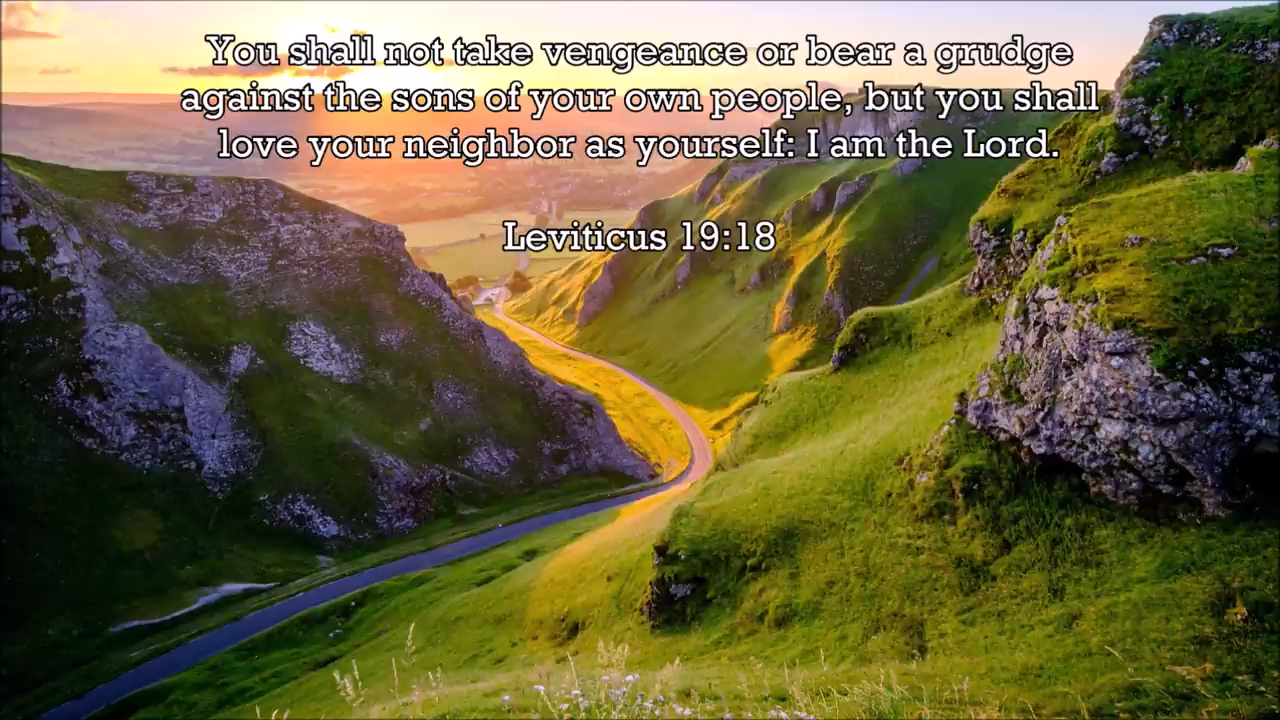 You shall not take vengeance or bear a grudge
against the sons of your own people, but you shall
love your neighbor as yourself: I am the Lord.
Leviticus 19:18